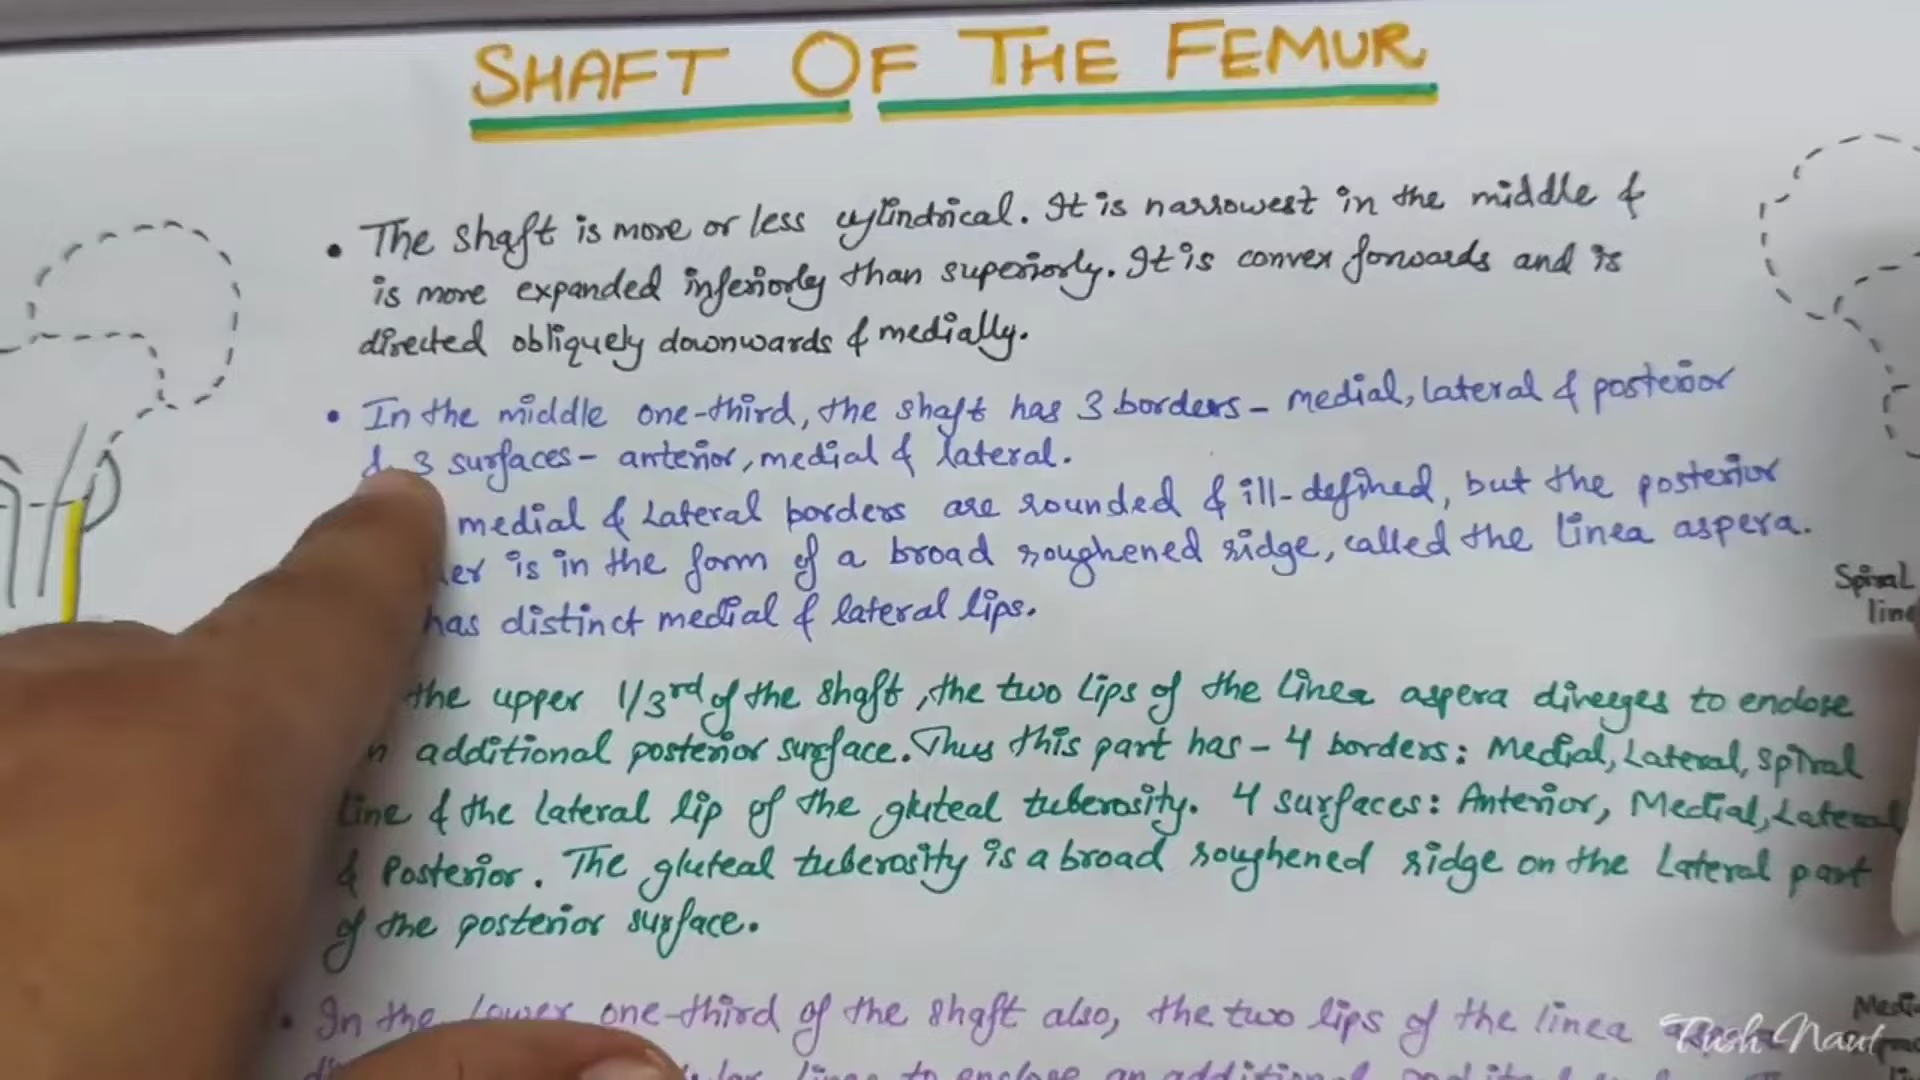 SHAFT OF THE FEMUR
• The shaft is more or less cylindrical. It is narrowest in the middle &
is more expanded inferiorly than superiorly. It is convex forwards and is
directed obliquely downwards & medially.
• In the middle one-third, the shaft has 3 borders- medial, lateral & posterior
& 3 surfaces- anterior, medial & lateral.
medial & Lateral borders are rounded & ill-defined, but the posterior
is in the form of a broad roughened ridge, called the linea aspera.
has distinct medial & lateral lips.
the upper 1/3rd of the shaft, the two lips of the linea aspera diverges to enclose
additional posterior surface. Thus this part has- 4 borders: Medial, Lateral, Spiral
line & the lateral lip of the gluteal tuberosity. 4 surfaces: Anterior, Medial, Lateral
& Posterior. The gluteal tuberosity is a broad roughened ridge on the Lateral part
of the posterior surface.
• In the lower one-third of the shaft also, the two lips of the linea
to enclose an additional
Spiral
line